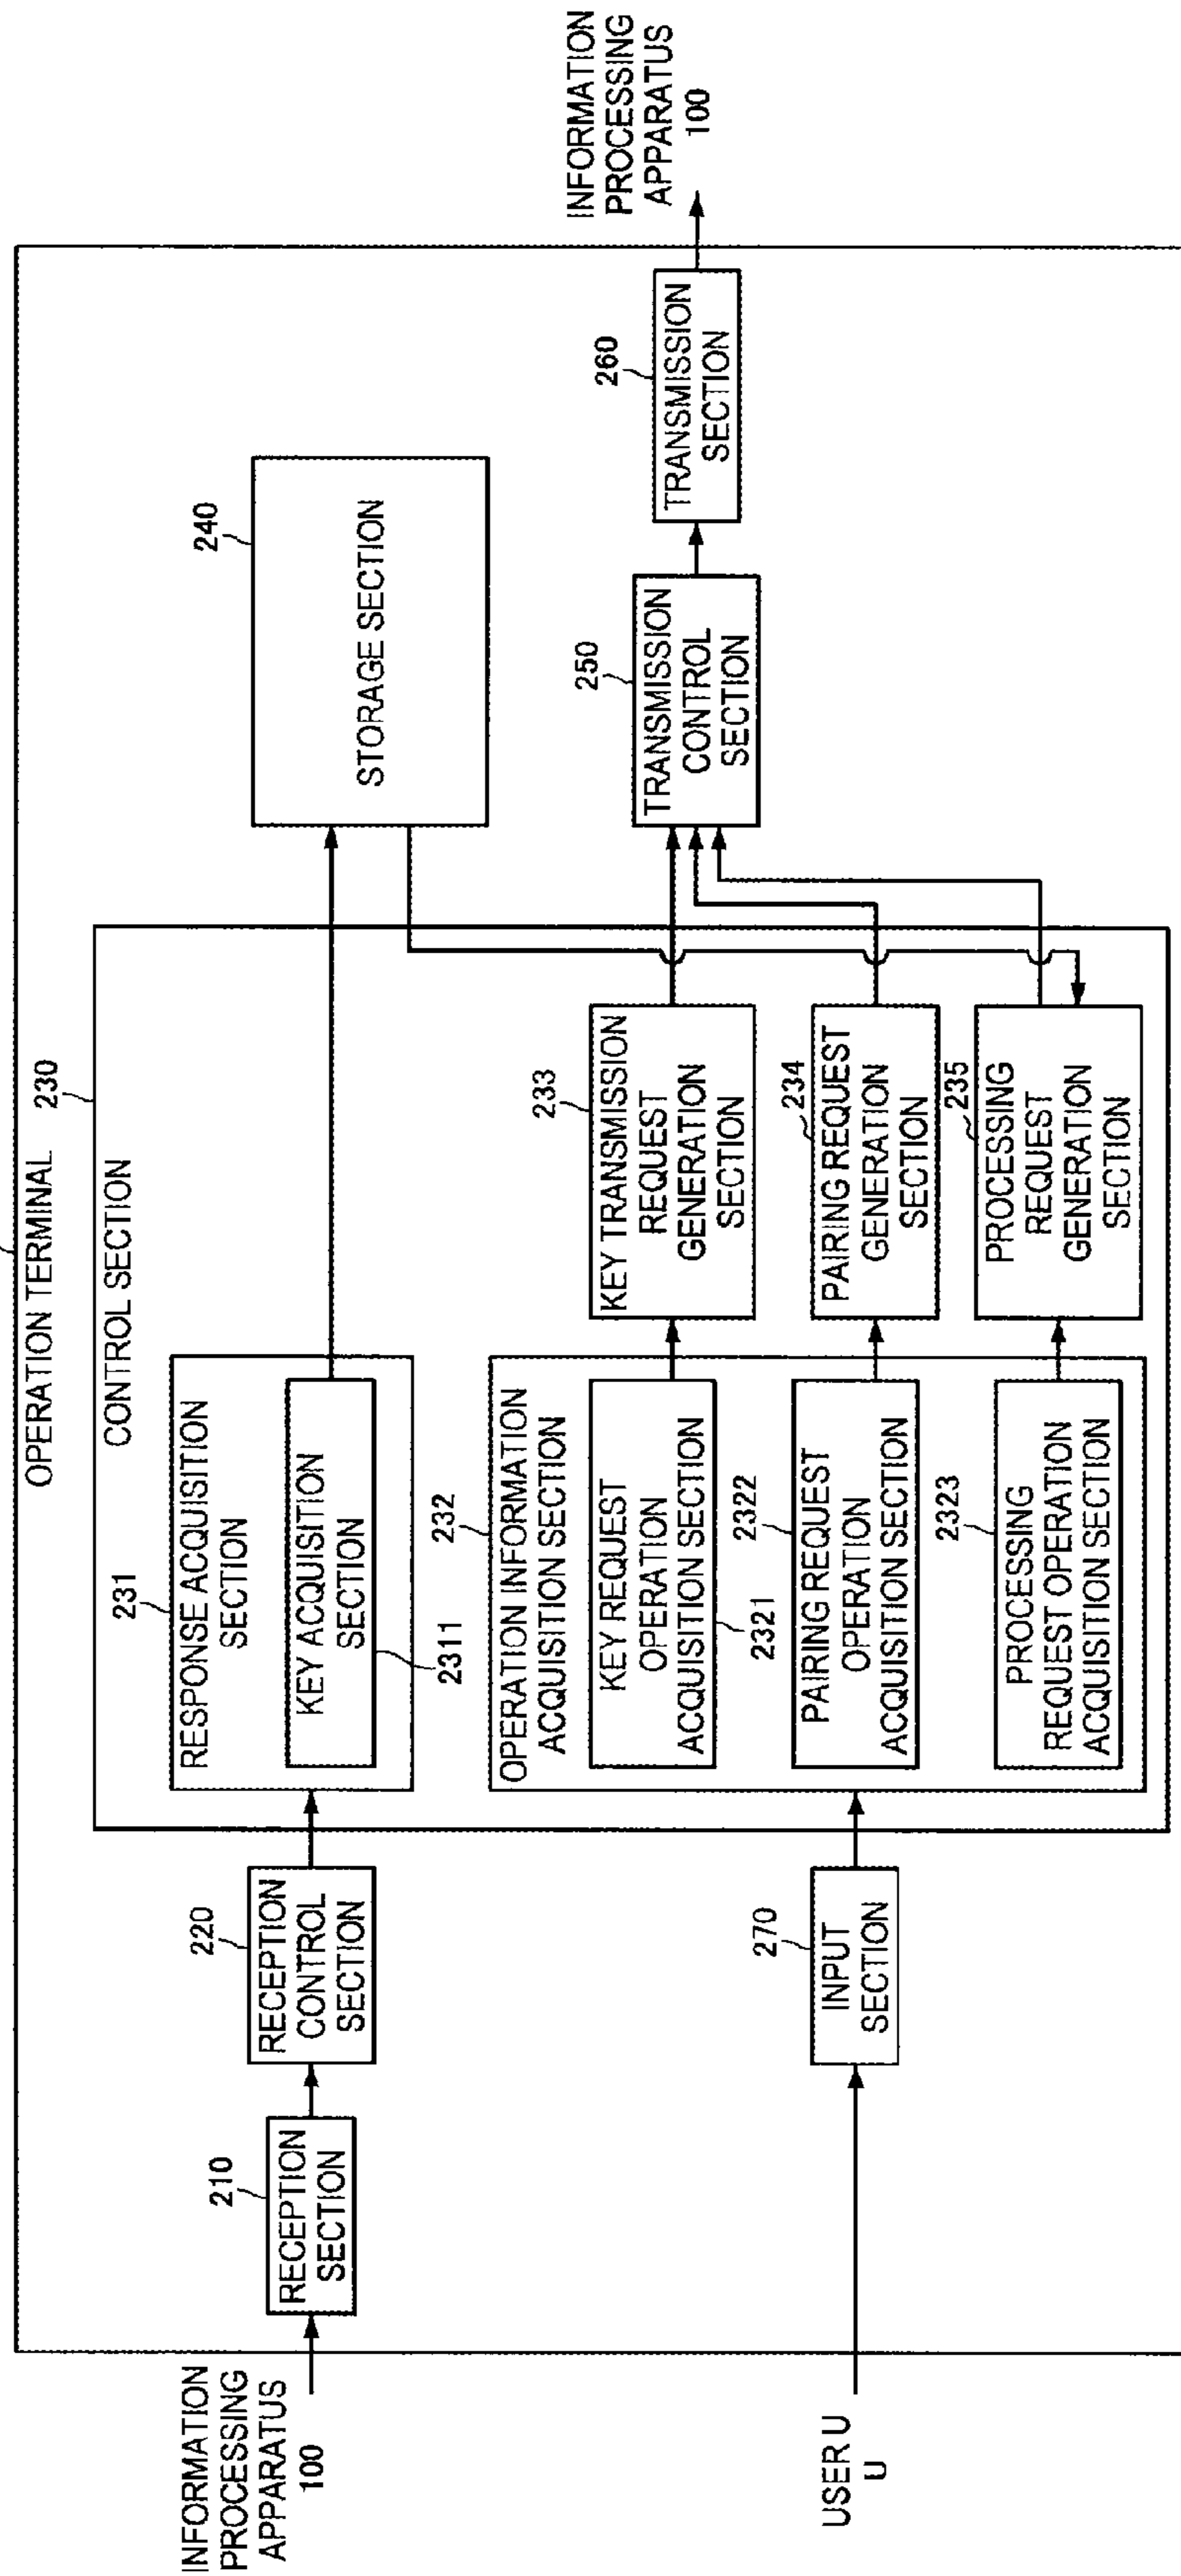 OPERATION TERMINAL
230
CONTROL SECTION
INFORMATION
PROCESSING
APPARATUS
100
210
RECEPTION
SECTION
220
RECEPTION
CONTROL
SECTION
231
RESPONSE ACQUISITION
SECTION
KEY ACQUISITION
SECTION
2311
240
STORAGE SECTION
USER U
U
270
INPUT
SECTION
232
OPERATION INFORMATION
ACQUISITION SECTION
KEY REQUEST
OPERATION
ACQUISITION SECTION
2321
2322
PAIRING REQUEST
OPERATION
ACQUISITION SECTION
2323
PROCESSING
REQUEST OPERATION
ACQUISITION SECTION
233
KEY TRANSMISSION
REQUEST
GENERATION
SECTION
234
PAIRING REQUEST
GENERATION
SECTION
235
PROCESSING
REQUEST
GENERATION
SECTION
250
TRANSMISSION
CONTROL
SECTION
260
TRANSMISSION
SECTION
INFORMATION
PROCESSING
APPARATUS
100